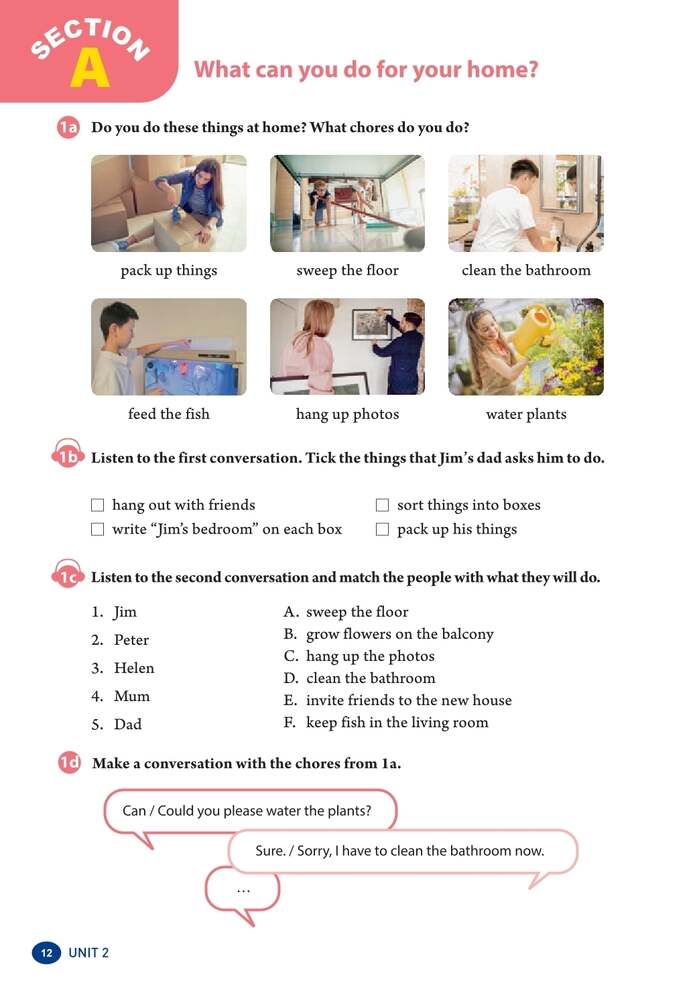 SECTION
A
What can you do for your home?
1a Do you do these things at home? What chores do you do?
pack up things
sweep the floor
clean the bathroom
feed the fish
hang up photos
water plants
1b Listen to the first conversation. Tick the things that Jim's dad asks him to do.
hang out with friends
sort things into boxes
write “Jim's bedroom” on each box
pack up his things
1c Listen to the second conversation and match the people with what they will do.
1. Jim
2. Peter
3. Helen
4. Mum
5. Dad
A. sweep the floor
B. grow flowers on the balcony
C. hang up the photos
D. clean the bathroom
E. invite friends to the new house
F. keep fish in the living room
1d Make a conversation with the chores from 1a.
Can / Could you please water the plants?
Sure. / Sorry, I have to clean the bathroom now.
…
12 UNIT 2